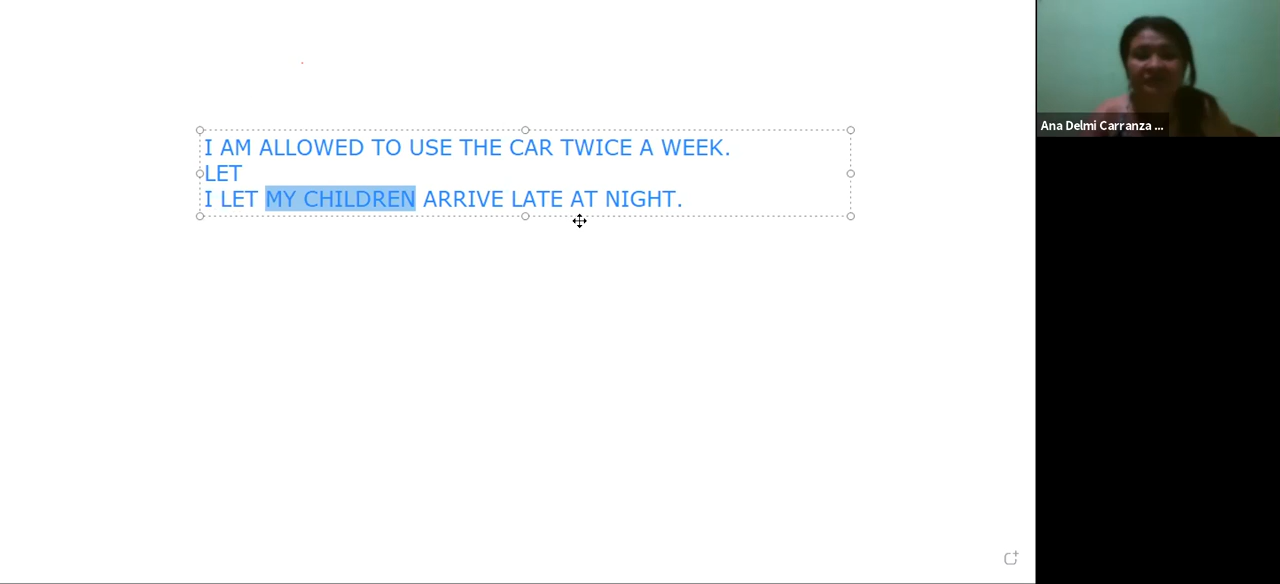 Ana Delmi Carranza ...
I AM ALLOWED TO USE THE CAR TWICE A WEEK.
LET
I LET MY CHILDREN ARRIVE LATE AT NIGHT.